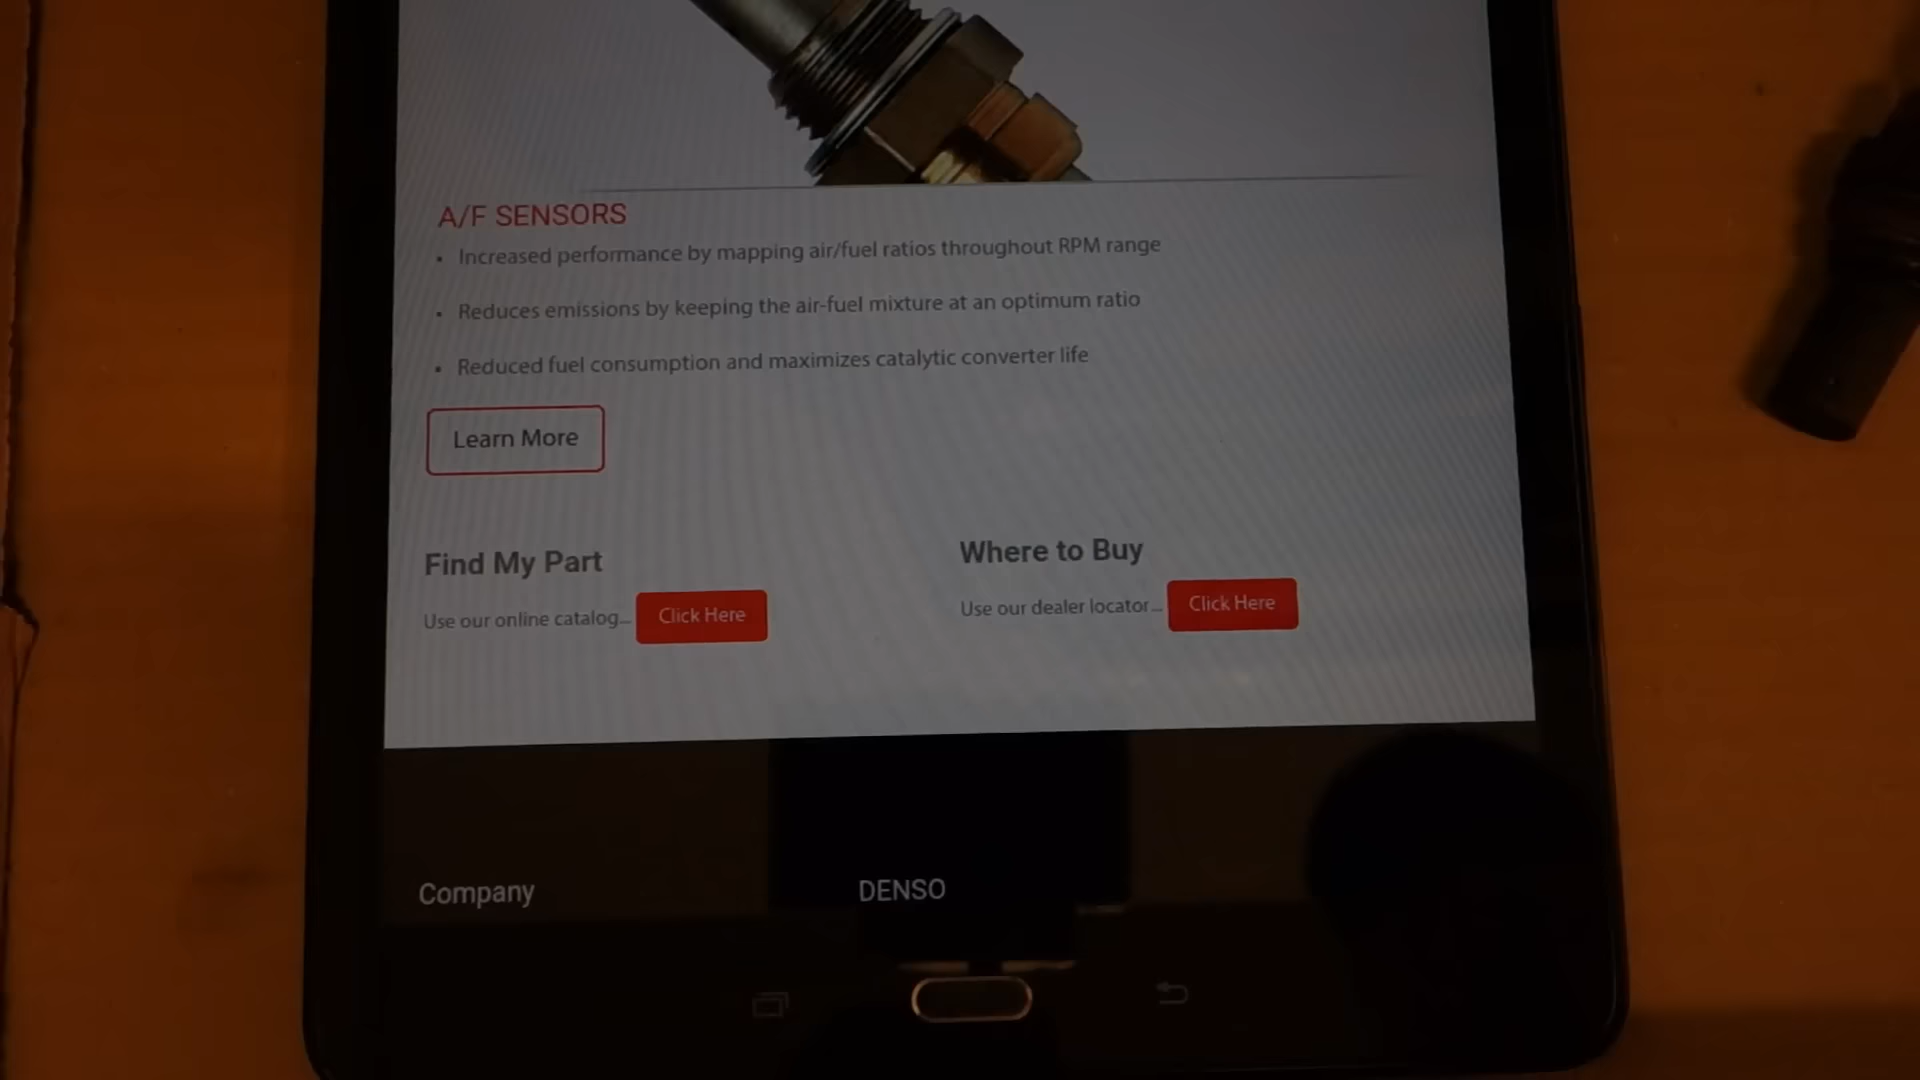 A/F SENSORS
Increased performance by mapping air/fuel ratios throughout RPM range
Reduces emissions by keeping the air-fuel mixture at an optimum ratio
Reduced fuel consumption and maximizes catalytic converter life
Learn More
Find My Part
Use our online catalog... Click Here
Where to Buy
Use our dealer locator... Click Here
Company
DENSO